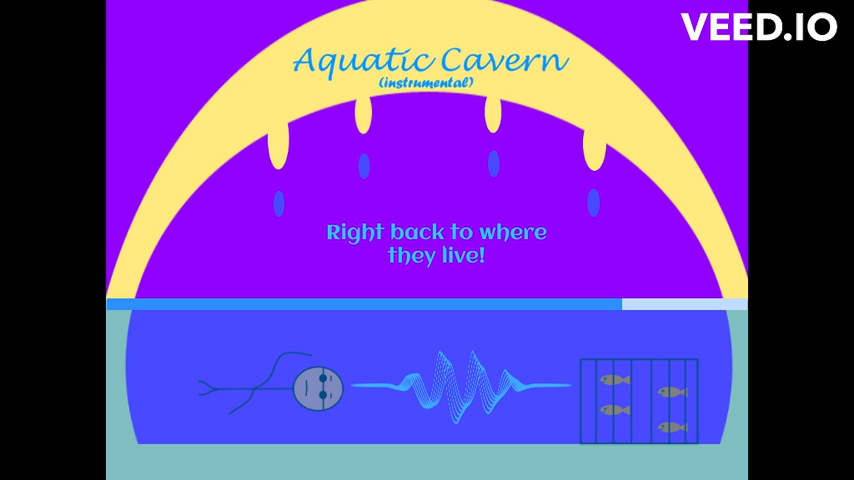 VEED.IO
Aquatic Cavern
(instrumental)
Right back to where
they live!